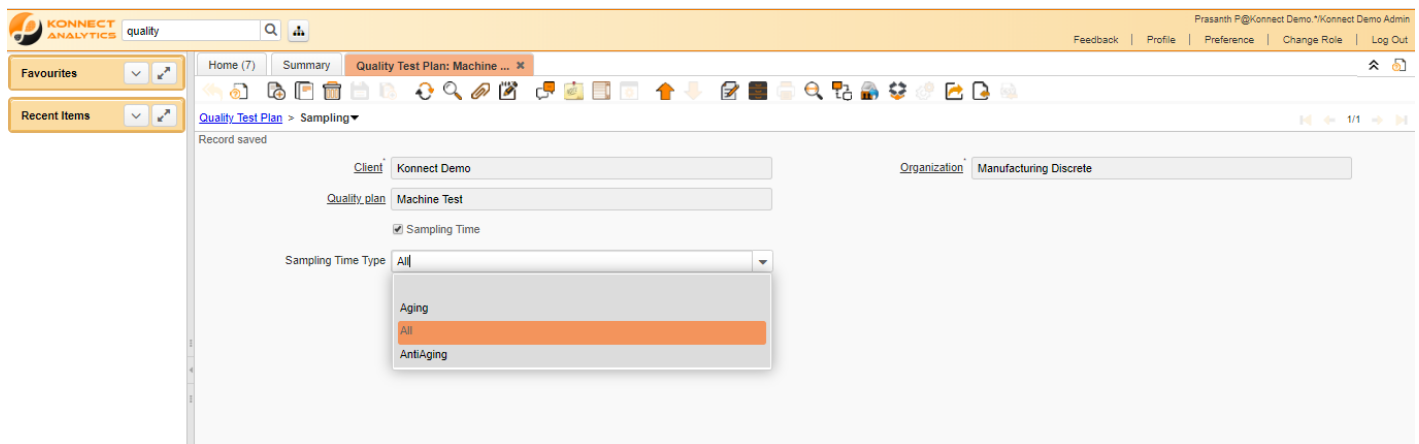 Prasanth P@Konnect Demo.*/Konnect Demo Admin
KONNECT
ANALYTICS
quality
Feedback | Profile | Preference | Change Role | Log Out
Favourites
Home (7) Summary Quality Test Plan: Machine ...
Recent Items
Quality Test Plan > Sampling
1/1
Record saved
Client Konnect Demo Organization Manufacturing Discrete
Quality plan Machine Test
Sampling Time
Sampling Time Type All
Aging
All
AntiAging